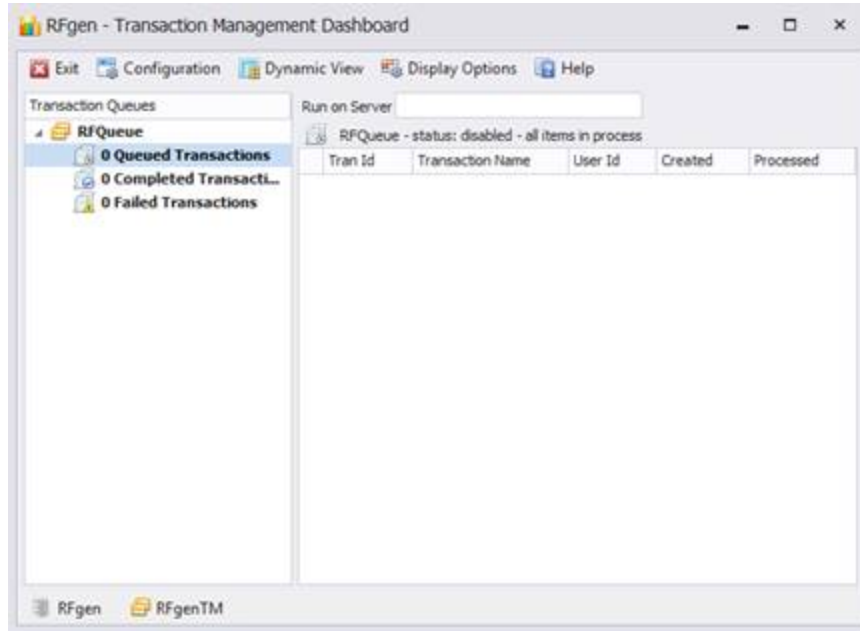 RFgen - Transaction Management Dashboard
Exit Configuration Dynamic View Display Options Help
Transaction Queues
RFQueue
0 Queued Transactions
0 Completed Transacti...
0 Failed Transactions
Run on Server
RFQueue - status: disabled - all items in process
Tran Id Transaction Name User Id Created Processed
RFgen RFgenTM